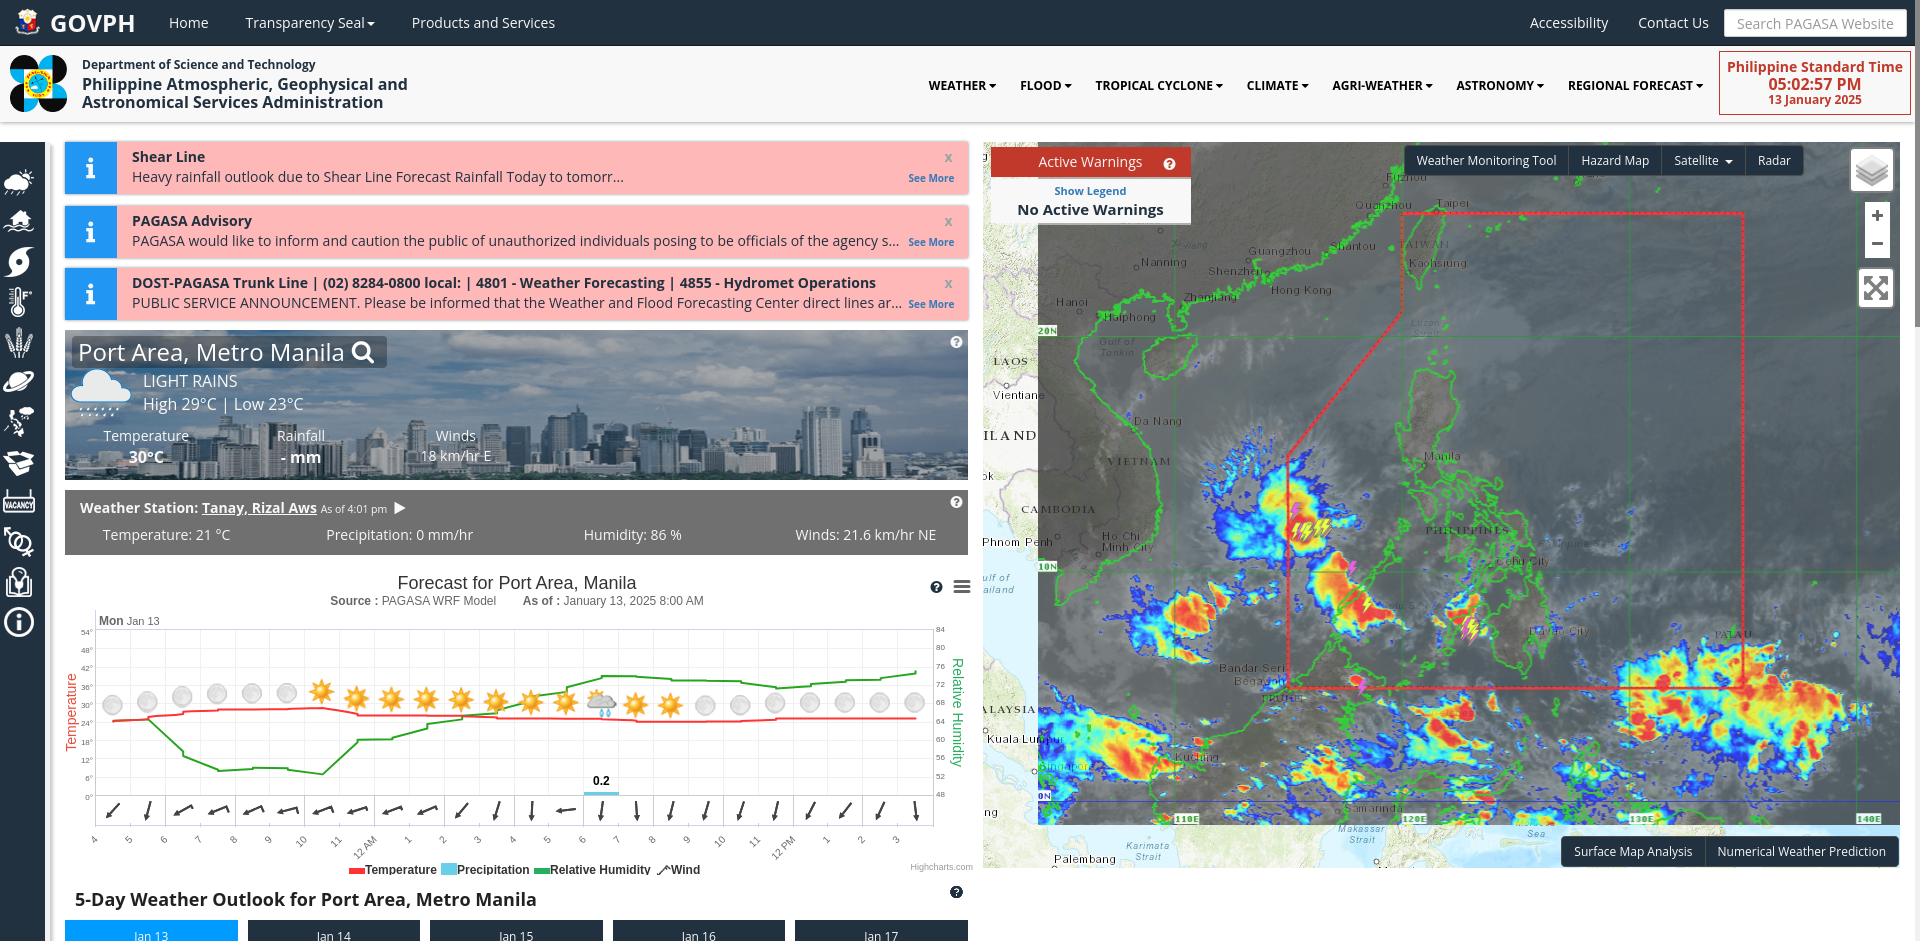 GOVPH
Home
Transparency Seal
Products and Services
Accessibility
Contact Us
Search PAGASA Website
Department of Science and Technology
Philippine Atmospheric, Geophysical and
Astronomical Services Administration
WEATHER
FLOOD
TROPICAL CYCLONE
CLIMATE
AGRI-WEATHER
ASTRONOMY
REGIONAL FORECAST
Philippine Standard Time
05:02:57 PM
13 January 2025
VACANCY
Shear Line
x
Heavy rainfall outlook due to Shear Line Forecast Rainfall Today to tomorr...
See More
PAGASA Advisory
x
PAGASA would like to inform and caution the public of unauthorized individuals posing to be officials of the agency s...
See More
DOST-PAGASA Trunk Line | (02) 8284-0800 local: | 4801 - Weather Forecasting | 4855 - Hydromet Operations
x
PUBLIC SERVICE ANNOUNCEMENT. Please be informed that the Weather and Flood Forecasting Center direct lines ar...
See More
Port Area, Metro Manila
LIGHT RAINS
High 29°C | Low 23°C
Temperature
30°C
Rainfall
- mm
Winds
18 km/hr E
Weather Station: Tanay, Rizal Aws As of 4:01 pm
Temperature: 21 °C
Precipitation: 0 mm/hr
Humidity: 86 %
Winds: 21.6 km/hr NE
Forecast for Port Area, Manila
Source : PAGASA WRF Model As of : January 13, 2025 8:00 AM
Mon Jan 13
54°
48°
42°
36°
30°
24°
18°
12°
6°
0°
Temperature
84
80
76
72
68
64
60
56
52
48
Relative Humidity
0.2
4
5
6
7
8
9
10
11
12 AM
1
2
3
4
5
6
7
8
9
10
11
12 PM
1
2
3
Temperature
Precipitation
Relative Humidity
Wind
Highcharts.com
5-Day Weather Outlook for Port Area, Metro Manila
Jan 13
Jan 14
Jan 15
Jan 16
Jan 17
Active Warnings
Show Legend
No Active Warnings
Weather Monitoring Tool
Hazard Map
Satellite
Radar
+
−
Fuzhou
Quanzhou
Taipei
TAIWAN
Kaohsiung
Guangzhou
Shantou
Nanning
Shenzhen
Hong Kong
Zhanjiang
Hanoi
Haiphong
20N
Gulf of
Tonkin
Luzon
Strait
LAOS
Vientiane
ILAND
Da Nang
VIETNAM
Manila
CAMBODIA
Phnom Penh
Ho Chi
Minh City
PHILIPPINES
Cebu City
10N
ulf of
ailand
Davao City
PALAU
Bandar Seri
Begawan
BRUNEI
ALAYSIA
Kuala Lumpur
Kuching
Singapore
0N
ng
Samarinda
110E
120E
130E
140E
Makassar
Strait
Karimata
Strait
Sea
Palembang
Surface Map Analysis
Numerical Weather Prediction